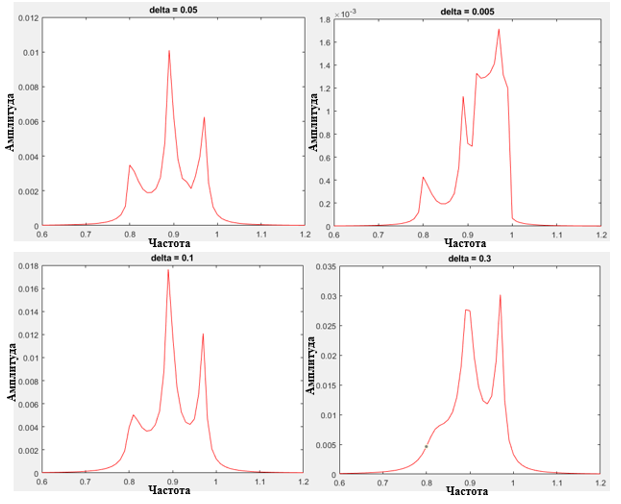 delta = 0.05
0.012
0.01
0.008
0.006
0.004
0.002
0
0.6 0.7 0.8 0.9 1 1.1 1.2
Амплитуда
Частота
delta = 0.005
×10⁻³
1.8
1.6
1.4
1.2
1
0.8
0.6
0.4
0.2
0
0.6 0.7 0.8 0.9 1 1.1 1.2
Амплитуда
Частота
delta = 0.1
0.018
0.016
0.014
0.012
0.01
0.008
0.006
0.004
0.002
0
0.6 0.7 0.8 0.9 1 1.1 1.2
Амплитуда
Частота
delta = 0.3
0.035
0.03
0.025
0.02
0.015
0.01
0.005
0
0.6 0.7 0.8 0.9 1 1.1 1.2
Амплитуда
Частота